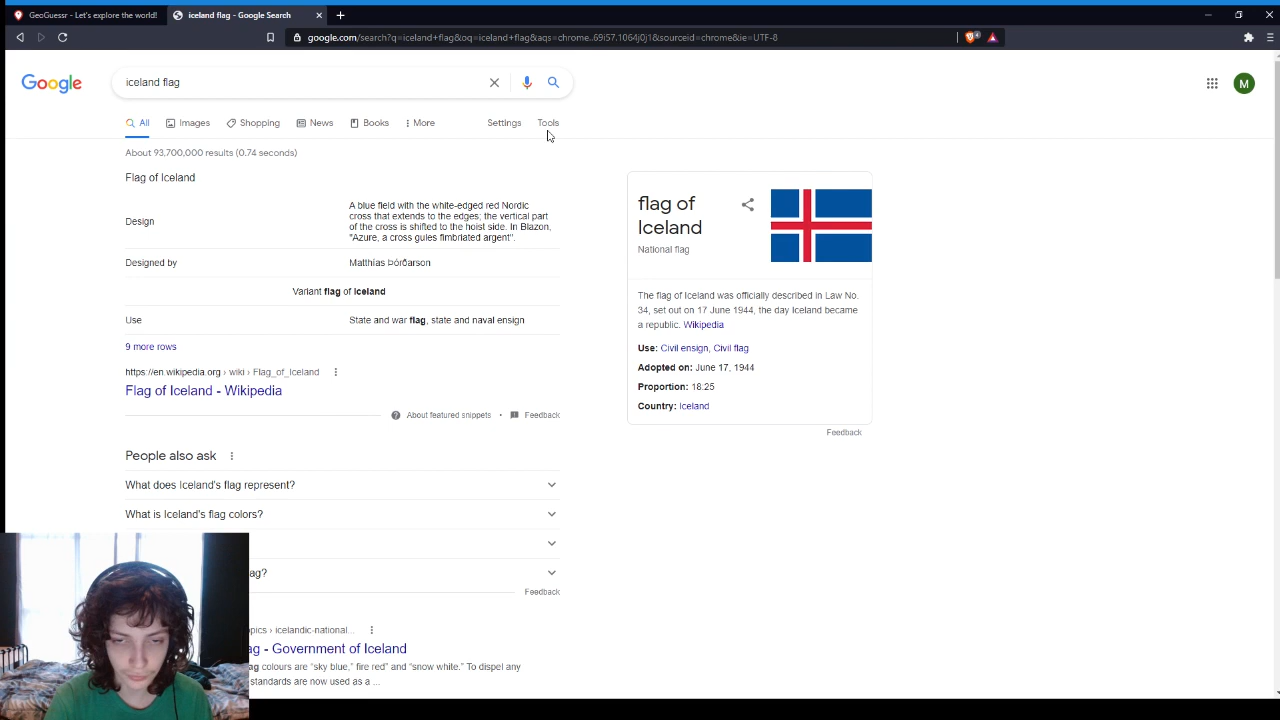 GeoGuessr - Let's explore the world!
iceland flag - Google Search
google.com/search?q=iceland+flag&oq=iceland+flag&aqs=chrome..69i57.1064j0j1&sourceid=chrome&ie=UTF-8
Google
iceland flag
M
All
Images
Shopping
News
Books
More
Settings
Tools
About 93,700,000 results (0.74 seconds)
Flag of Iceland
Design
A blue field with the white-edged red Nordic
cross that extends to the edges; the vertical part
of the cross is shifted to the hoist side. In Blazon,
"Azure, a cross gules fimbriated argent".
Designed by
Matthías Þórðarson
Variant flag of Iceland
Use
State and war flag, state and naval ensign
9 more rows
https://en.wikipedia.org › wiki › Flag_of_Iceland
Flag of Iceland - Wikipedia
About featured snippets • Feedback
People also ask
What does Iceland's flag represent?
What is Iceland's flag colors?
ag?
Feedback
opics › icelandic-national...
ag - Government of Iceland
ag colours are "sky blue," fire red" and "snow white." To dispel any
standards are now used as a ...
flag of
Iceland
National flag
The flag of Iceland was officially described in Law No.
34, set out on 17 June 1944, the day Iceland became
a republic. Wikipedia
Use: Civil ensign, Civil flag
Adopted on: June 17, 1944
Proportion: 18:25
Country: Iceland
Feedback